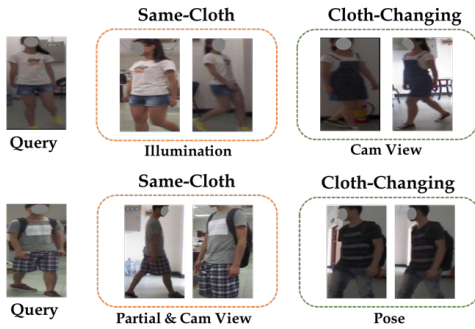 Same-Cloth
Cloth-Changing
Query
Illumination
Cam View
Same-Cloth
Cloth-Changing
Query
Partial & Cam View
Pose